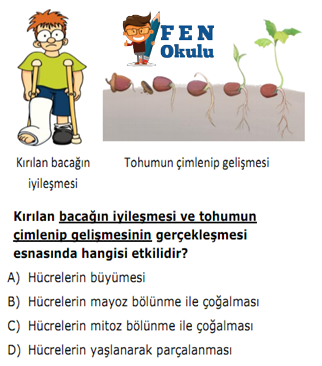 FEN
Okulu
Kırılan bacağın
iyileşmesi
Tohumun çimlenip gelişmesi
Kırılan bacağın iyileşmesi ve tohumun
çimlenip gelişmesinin gerçekleşmesi
esnasında hangisi etkilidir?
A) Hücrelerin büyümesi
B) Hücrelerin mayoz bölünme ile çoğalması
C) Hücrelerin mitoz bölünme ile çoğalması
D) Hücrelerin yaşlanarak parçalanması